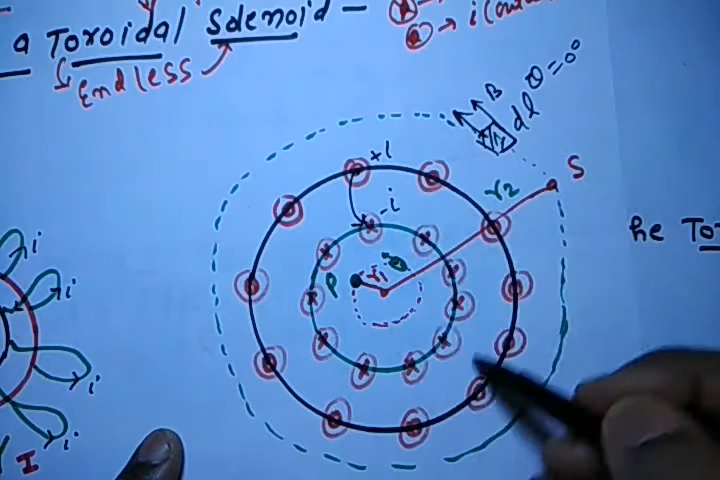 a Toroidal Solenoid –
Endless
B
dl θ=0°
S
+i
r2
-i
P
r1
he To
i
i
i
i
I